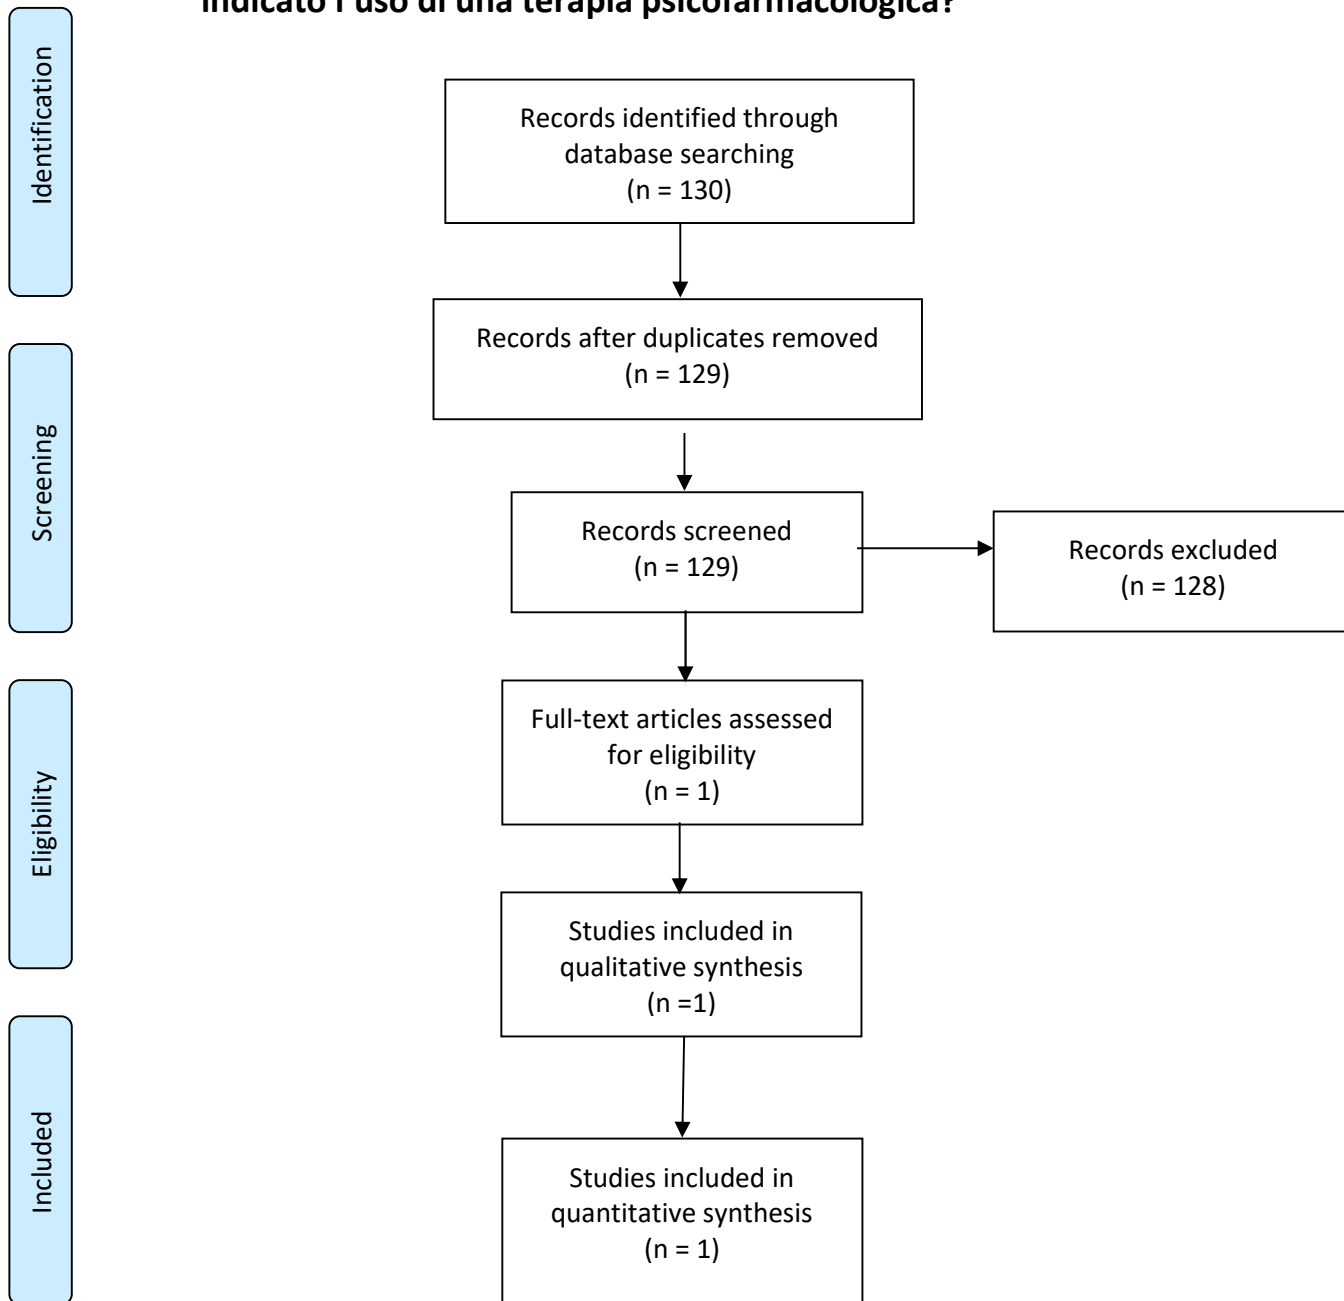 indicato l'uso di una terapia psicofarmacologica?
Identification
Records identified through
database searching
(n = 130)
Records after duplicates removed
(n = 129)
Screening
Records screened
(n = 129)
Records excluded
(n = 128)
Eligibility
Full-text articles assessed
for eligibility
(n = 1)
Studies included in
qualitative synthesis
(n =1)
Included
Studies included in
quantitative synthesis
(n = 1)